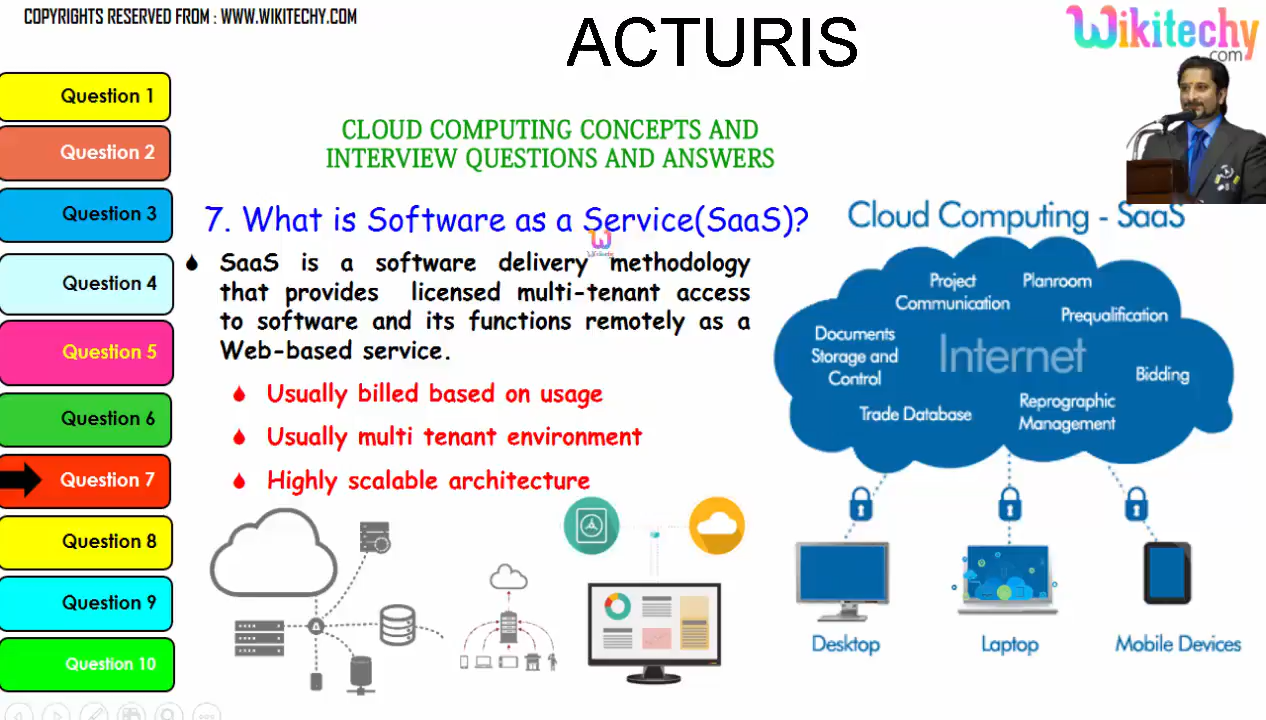 COPYRIGHTS RESERVED FROM : WWW.WIKITECHY.COM
ACTURIS
Wikitechy
.com
CLOUD COMPUTING CONCEPTS AND
INTERVIEW QUESTIONS AND ANSWERS
Question 1
Question 2
Question 3
Question 4
Question 5
Question 6
Question 7
Question 8
Question 9
Question 10
7. What is Software as a Service(SaaS)?
SaaS is a software delivery methodology
that provides licensed multi-tenant access
to software and its functions remotely as a
Web-based service.
Usually billed based on usage
Usually multi tenant environment
Highly scalable architecture
Cloud Computing - SaaS
Project
Communication
Planroom
Prequalification
Documents
Storage and
Control
Internet
Bidding
Trade Database
Reprographic
Management
Desktop
Laptop
Mobile Devices